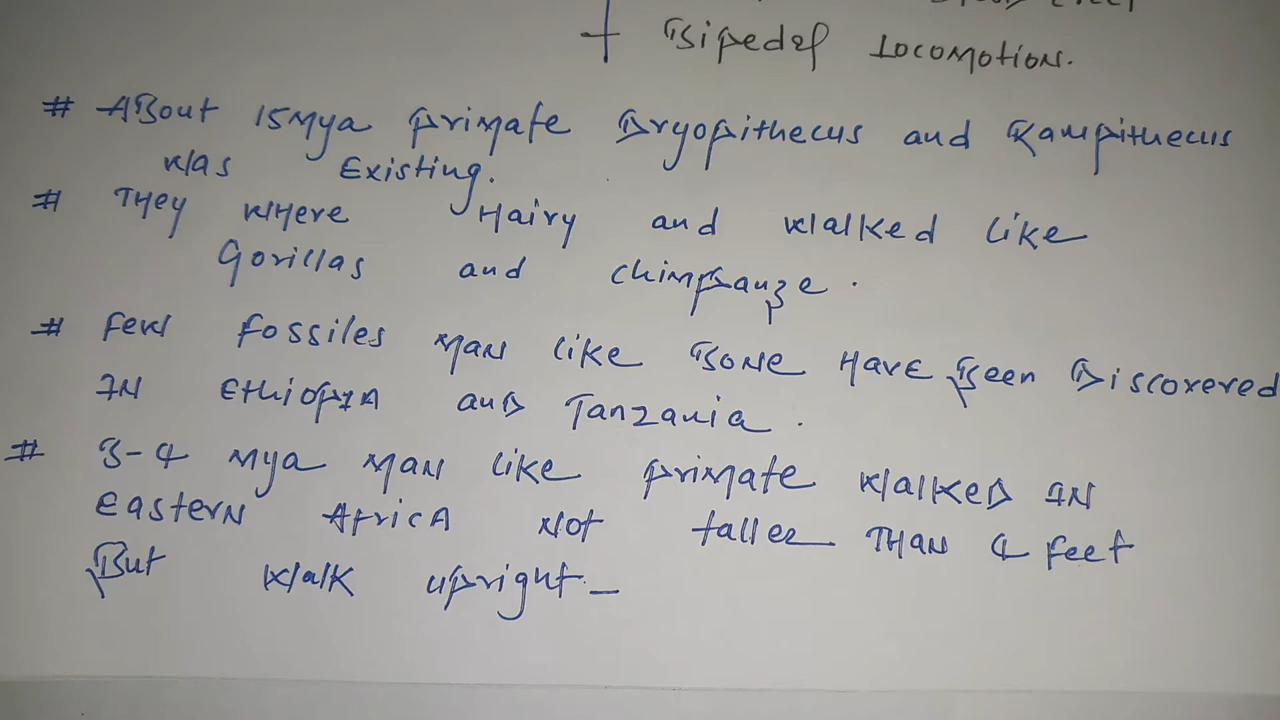 + Bipedal Locomotion.
# About 15mya primate Dryopithecus and Rampithecus
was Existing.
# They where Hairy and walked like
Gorillas and chimpanze.
# Few fossiles man like Bone Have Been Discovered
In Ethiopia and Tanzania.
# 3-4 mya man like primate walked In
Eastern Africa Not taller THAN 4 feet
But walk upright_